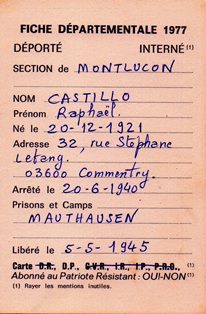 FICHE DÉPARTEMENTALE 1977
DÉPORTÉ INTERNÉ (1)
SECTION de MONTLUCON
NOM CASTILLO
Prénom Raphaël.
Né le 20-12-1921
Adresse 32, rue Stéphane
Letang.
03600 Commentry.
Arrêté le 20-6-1940
Prisons et Camps
MAUTHAUSEN
Libéré le 5-5-1945
Carte D.R., D.P., C.V.R., I.R., I.P., P.R.O., (1)
Abonné au Patriote Résistant : OUI-NON (1)
(1) Rayer les mentions inutiles.